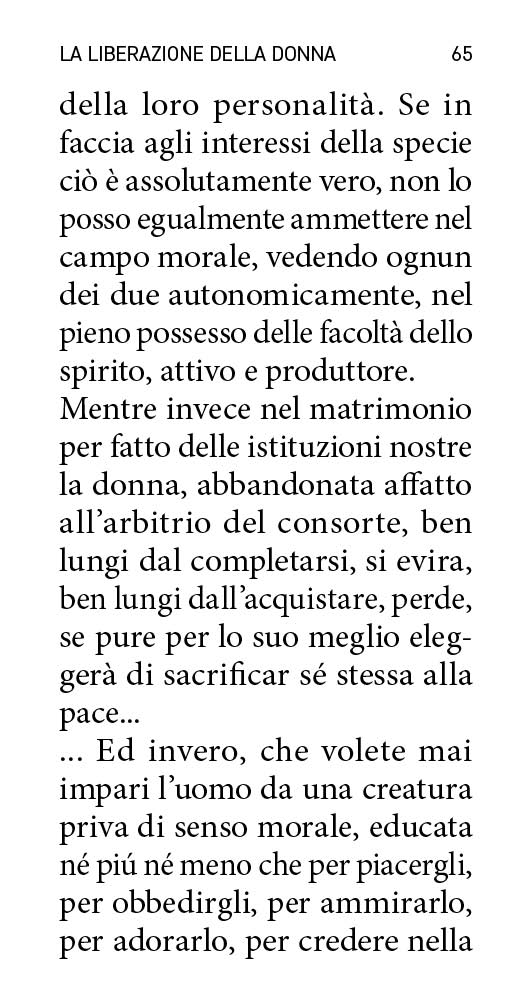 LA LIBERAZIONE DELLA DONNA 65
della loro personalità. Se in
faccia agli interessi della specie
ciò è assolutamente vero, non lo
posso egualmente ammettere nel
campo morale, vedendo ognun
dei due autonomicamente, nel
pieno possesso delle facoltà dello
spirito, attivo e produttore.
Mentre invece nel matrimonio
per fatto delle istituzioni nostre
la donna, abbandonata affatto
all’arbitrio del consorte, ben
lungi dal completarsi, si evira,
ben lungi dall’acquistare, perde,
se pure per lo suo meglio eleg-
gerà di sacrificar sé stessa alla
pace...
... Ed invero, che volete mai
impari l’uomo da una creatura
priva di senso morale, educata
né piú né meno che per piacergli,
per obbedirgli, per ammirarlo,
per adorarlo, per credere nella